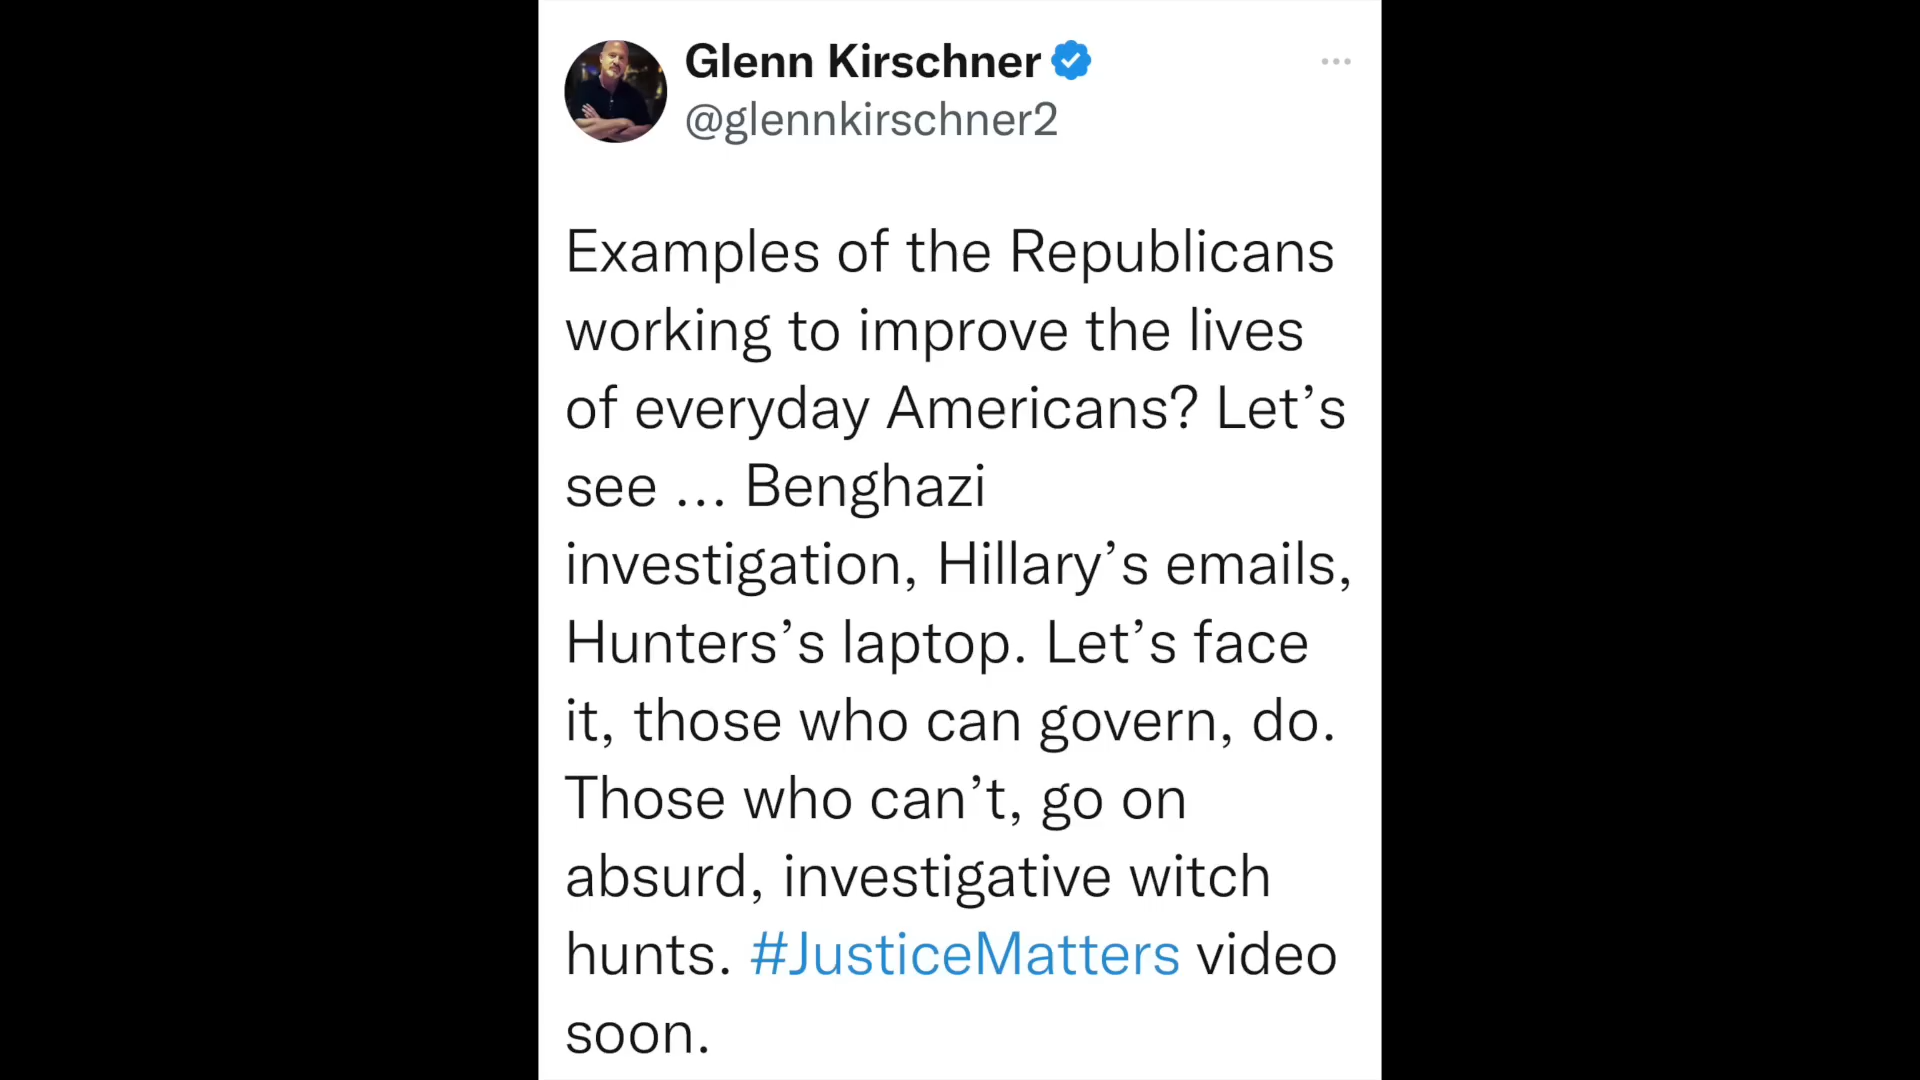 Glenn Kirschner
@glennkirschner2
Examples of the Republicans
working to improve the lives
of everyday Americans? Let’s
see ... Benghazi
investigation, Hillary’s emails,
Hunters’s laptop. Let’s face
it, those who can govern, do.
Those who can’t, go on
absurd, investigative witch
hunts. #JusticeMatters video
soon.